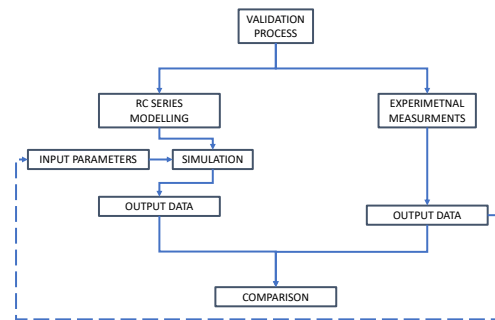 VALIDATION
PROCESS
RC SERIES
MODELLING
EXPERIMETNAL
MEASURMENTS
INPUT PARAMETERS
SIMULATION
OUTPUT DATA
OUTPUT DATA
COMPARISON